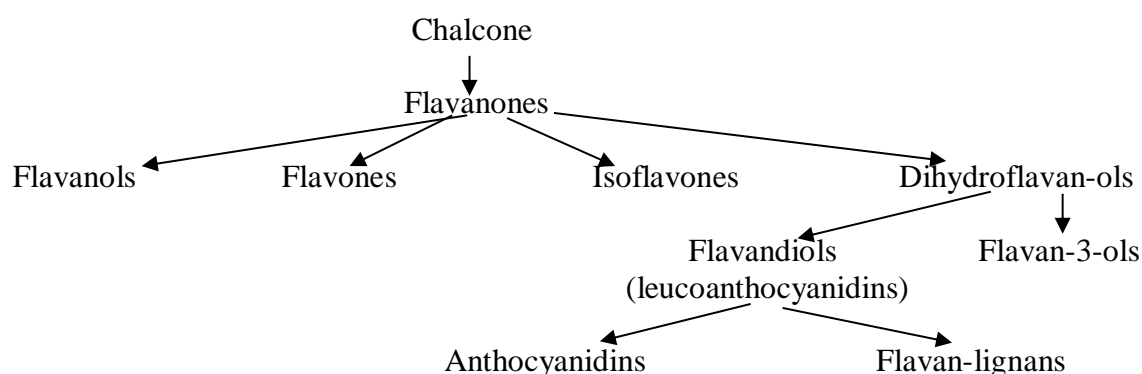 Chalcone
Flavanones
Flavanols Flavones Isoflavones Dihydroflavan-ols
Flavandiols Flavan-3-ols
(leucoanthocyanidins)
Anthocyanidins Flavan-lignans